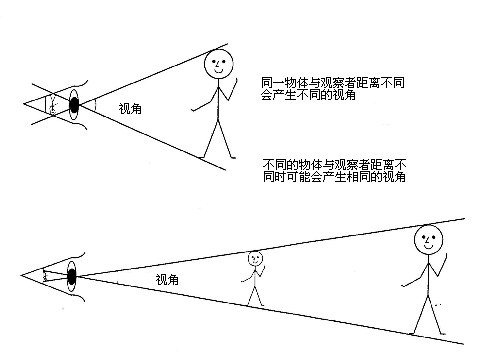 视角
同一物体与观察者距离不同
会产生不同的视角
不同的物体与观察者距离不
同时可能会产生相同的视角
视角